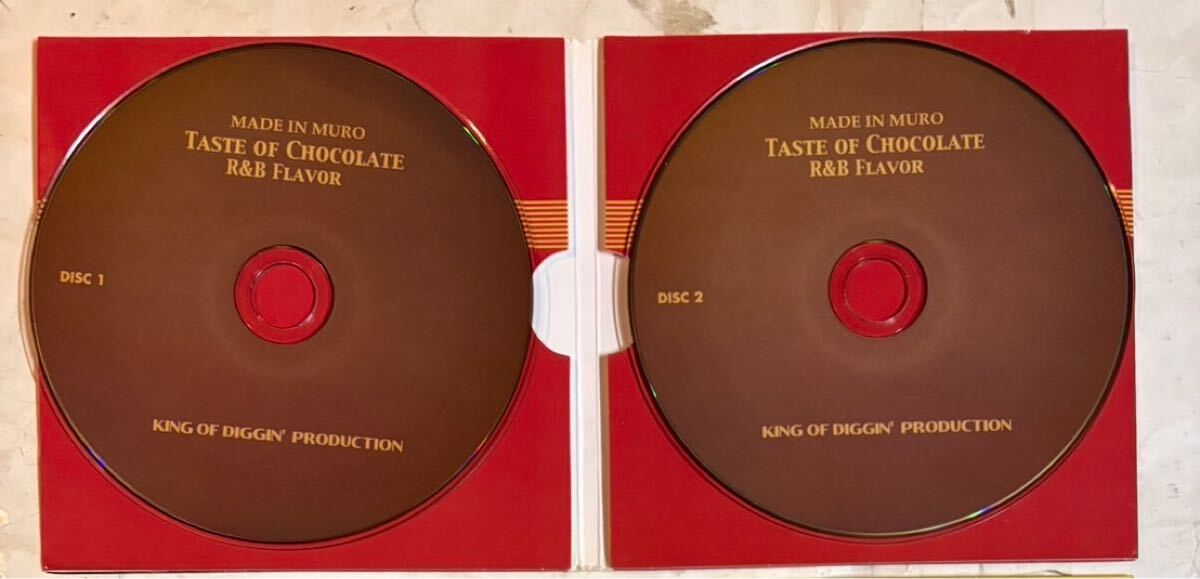 MADE IN MURO
TASTE OF CHOCOLATE
R&B FLAVOR
DISC 1
KING OF DIGGIN' PRODUCTION
MADE IN MURO
TASTE OF CHOCOLATE
R&B FLAVOR
DISC 2
KING OF DIGGIN' PRODUCTION